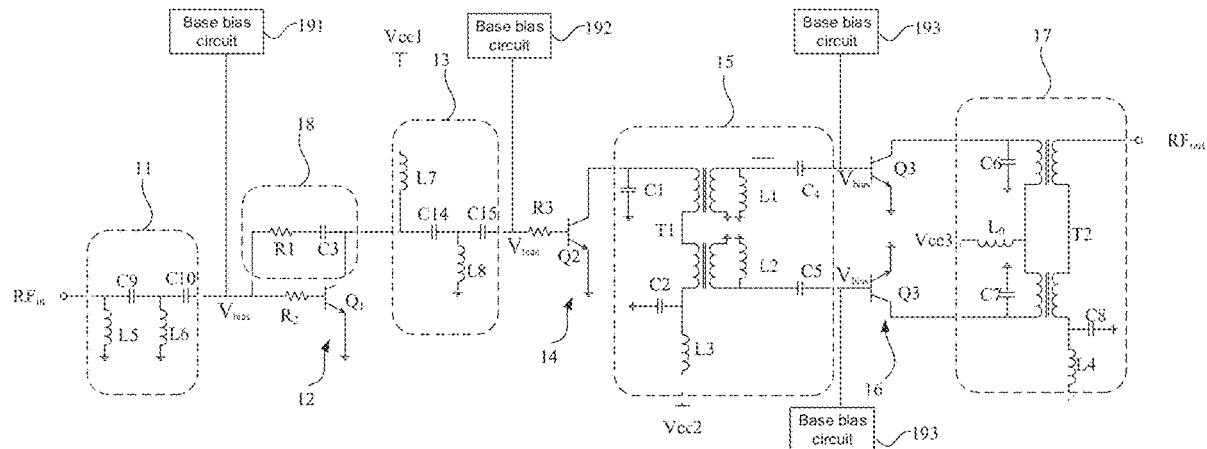 Base bias
circuit
191
Vcc1
13
Base bias
circuit
192
15
Base bias
circuit
193
17
11
18
L7
C14
C15
R3
Q2
C1
T1
L1
C4
Vbias
Q3
C6
RFout
R1
C3
Vbias
L8
C2
L2
C5
Vbias
Q3
Vcc3
T2
C7
C8
L4
RFin
C9
C10
L5
L6
Vbias
Q1
12
14
L3
Vcc2
16
Base bias
circuit
193